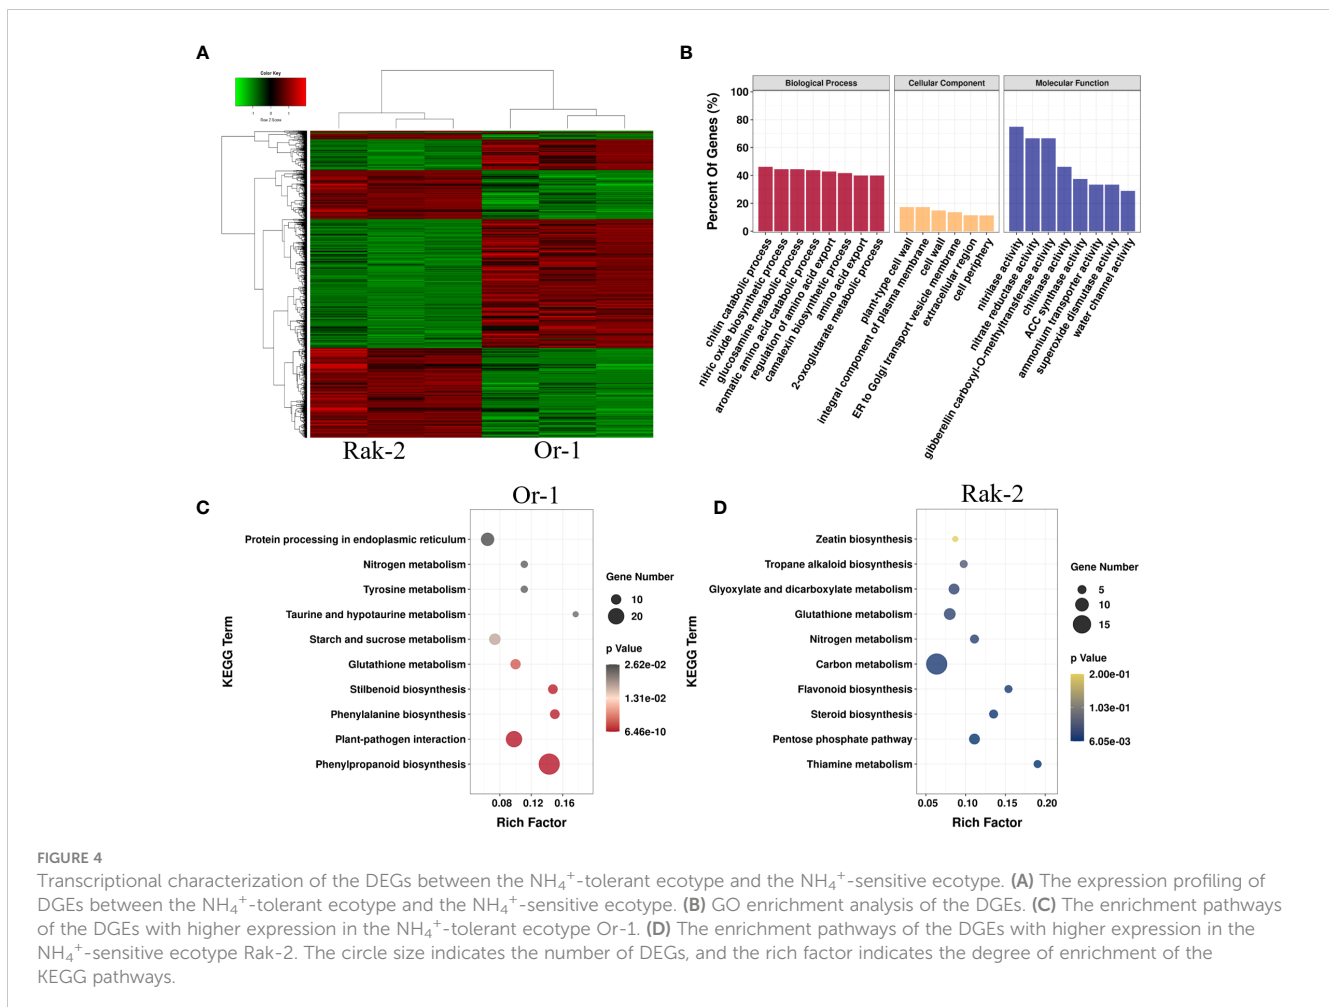 A
Color Key
-1 0 1
Row Z-Score
Rak-2 Or-1
B
Biological Process Cellular Component Molecular Function
Percent Of Genes (%)
100
80
60
40
20
0
chitin catabolic process
nitric oxide biosynthetic process
glucosamine metabolic process
aromatic amino acid catabolic process
regulation of amino acid export
camalexin biosynthetic process
amino acid export
2-oxoglutarate metabolic process
plant-type cell wall
integral component of plasma membrane
cell wall
ER to Golgi transport vesicle membrane
extracellular region
cell periphery
nitrilase activity
nitrate reductase activity
gibberellin carboxyl-O-methyltransferase activity
chitinase activity
ACC synthase activity
ammonium transporter activity
superoxide dismutase activity
water channel activity
C
Or-1
KEGG Term
Protein processing in endoplasmic reticulum
Nitrogen metabolism
Tyrosine metabolism
Taurine and hypotaurine metabolism
Starch and sucrose metabolism
Glutathione metabolism
Stilbenoid biosynthesis
Phenylalanine biosynthesis
Plant-pathogen interaction
Phenylpropanoid biosynthesis
0.08 0.12 0.16
Rich Factor
Gene Number
10
20
p Value
2.62e-02
1.31e-02
6.46e-10
D
Rak-2
KEGG Term
Zeatin biosynthesis
Tropane alkaloid biosynthesis
Glyoxylate and dicarboxylate metabolism
Glutathione metabolism
Nitrogen metabolism
Carbon metabolism
Flavonoid biosynthesis
Steroid biosynthesis
Pentose phosphate pathway
Thiamine metabolism
0.05 0.10 0.15 0.20
Rich Factor
Gene Number
5
10
15
p Value
2.00e-01
1.03e-01
6.05e-03
FIGURE 4
Transcriptional characterization of the DEGs between the NH₄⁺-tolerant ecotype and the NH₄⁺-sensitive ecotype. (A) The expression profiling of
DGEs between the NH₄⁺-tolerant ecotype and the NH₄⁺-sensitive ecotype. (B) GO enrichment analysis of the DGEs. (C) The enrichment pathways
of the DGEs with higher expression in the NH₄⁺-tolerant ecotype Or-1. (D) The enrichment pathways of the DGEs with higher expression in the
NH₄⁺-sensitive ecotype Rak-2. The circle size indicates the number of DEGs, and the rich factor indicates the degree of enrichment of the
KEGG pathways.